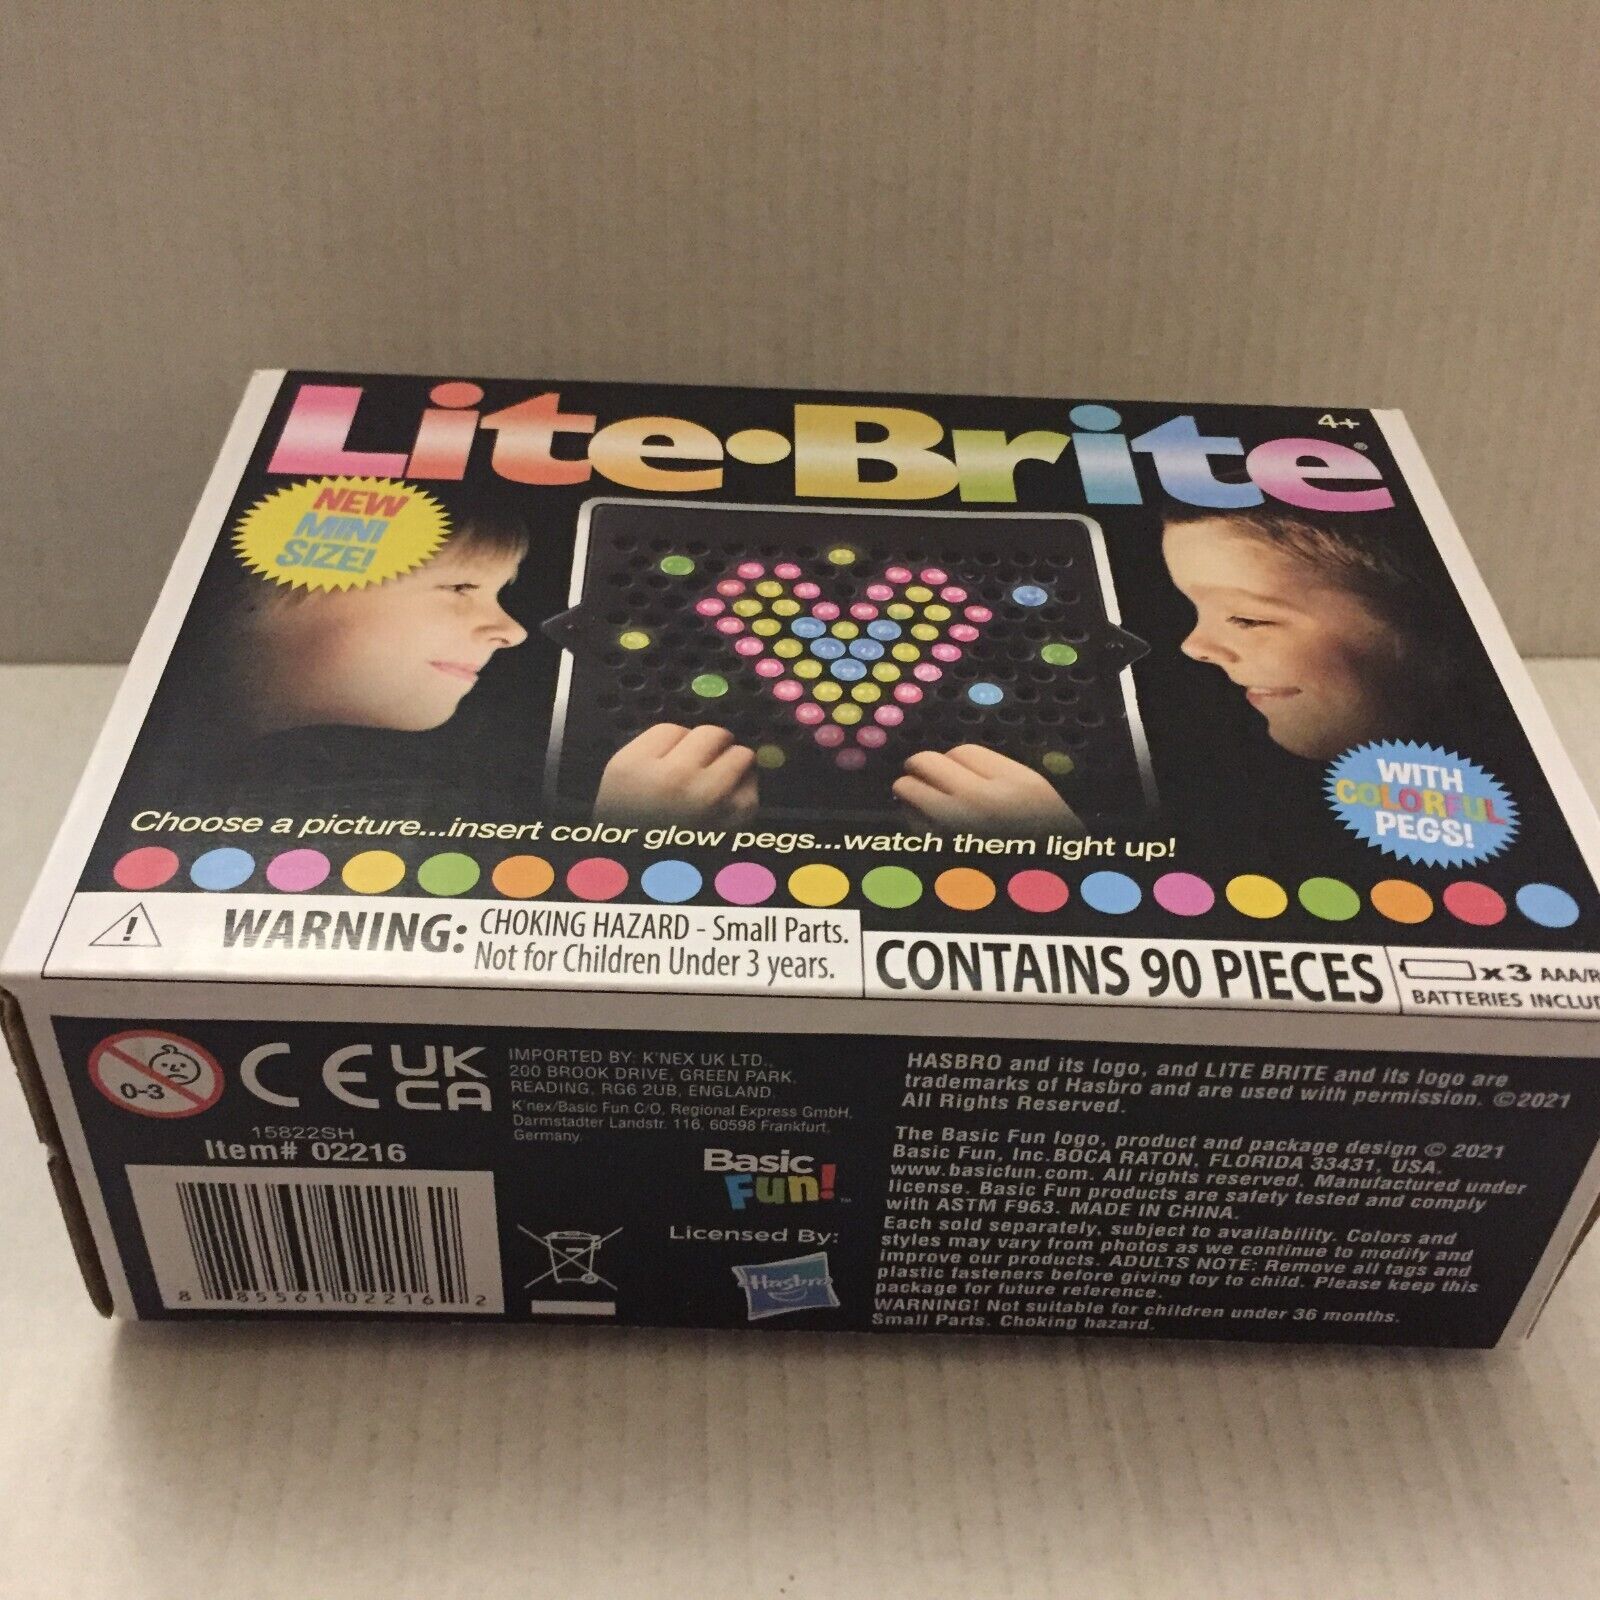 Lite•Brite®
4+
NEW
MINI
SIZE!
WITH
COLORFUL
PEGS!
Choose a picture...insert color glow pegs...watch them light up!
WARNING: CHOKING HAZARD - Small Parts.
Not for Children Under 3 years.
CONTAINS 90 PIECES
x3 AAA/R
BATTERIES INCLU
0-3
CE
UK
CA
IMPORTED BY: K'NEX UK LTD.,
200 BROOK DRIVE, GREEN PARK,
READING, RG6 2UB, ENGLAND.
K'nex/Basic Fun C/O, Regional Express GmbH,
Darmstadter Landstr. 116, 60598 Frankfurt,
Germany.
15822SH
Item# 02216
8 85561 02216 2
Basic
Fun!™
Licensed By:
Hasbro
HASBRO and its logo, and LITE BRITE and its logo are
trademarks of Hasbro and are used with permission. ©2021
All Rights Reserved.
The Basic Fun logo, product and package design © 2021
Basic Fun, Inc. BOCA RATON, FLORIDA 33431, USA.
www.basicfun.com. All rights reserved. Manufactured under
license. Basic Fun products are safety tested and comply
with ASTM F963. MADE IN CHINA.
Each sold separately, subject to availability. Colors and
styles may vary from photos as we continue to modify and
improve our products. ADULTS NOTE: Remove all tags and
plastic fasteners before giving toy to child. Please keep this
package for future reference.
WARNING! Not suitable for children under 36 months.
Small Parts. Choking hazard.